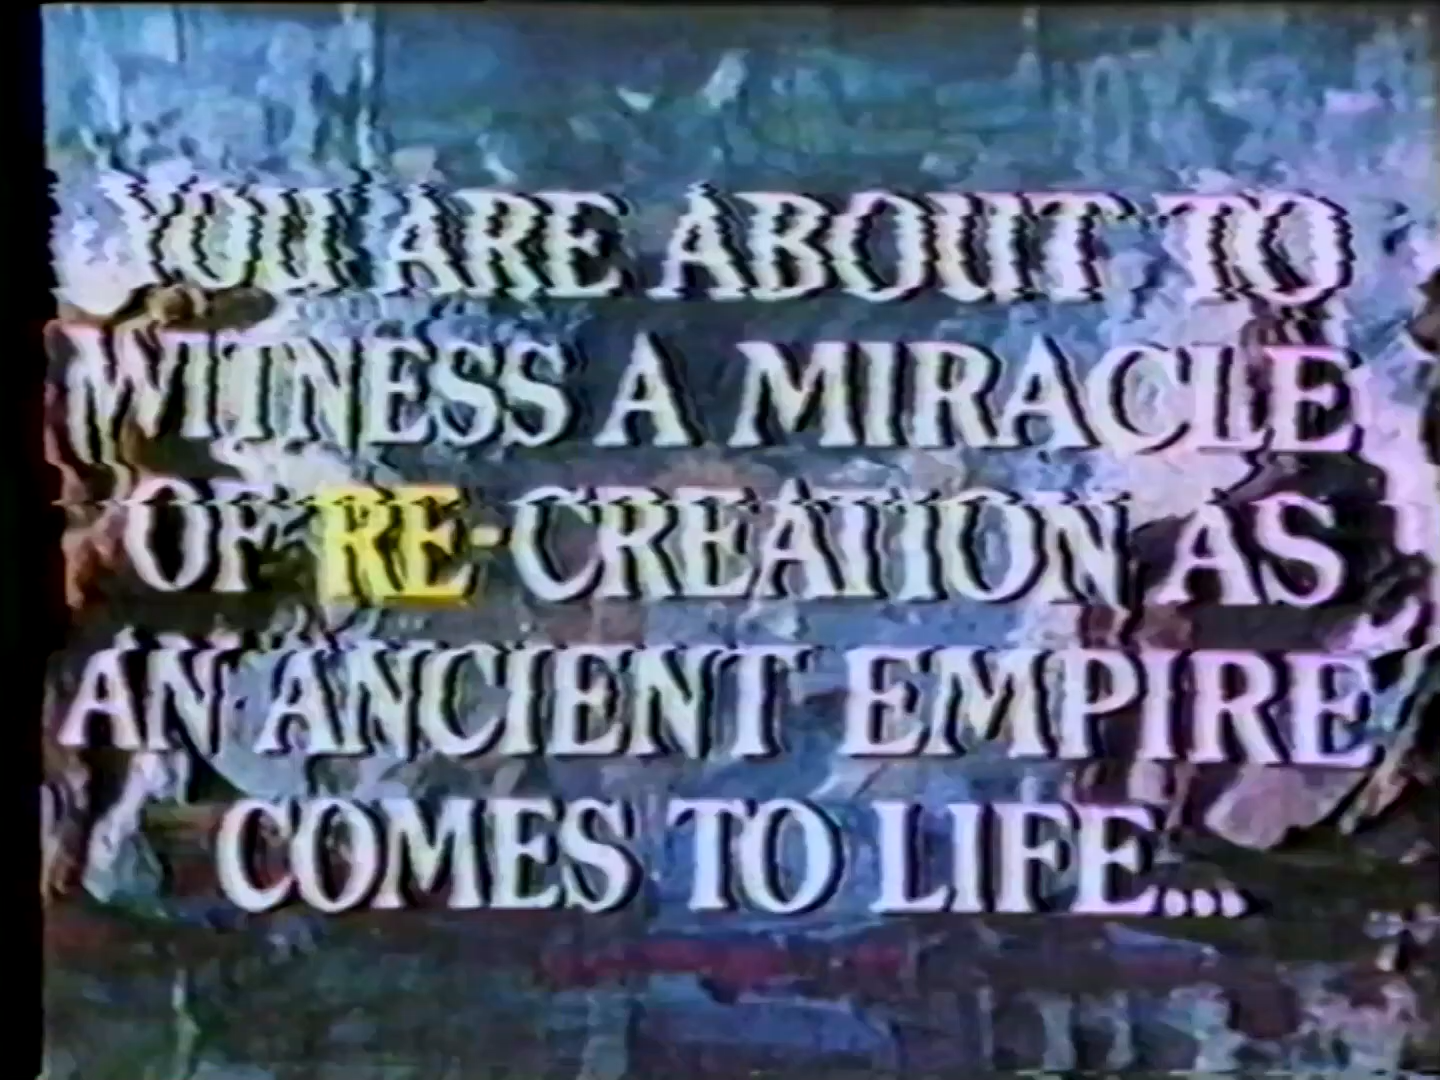 YOU ARE ABOUT TO
WITNESS A MIRACLE
OF RE-CREATION AS
AN ANCIENT EMPIRE
COMES TO LIFE...